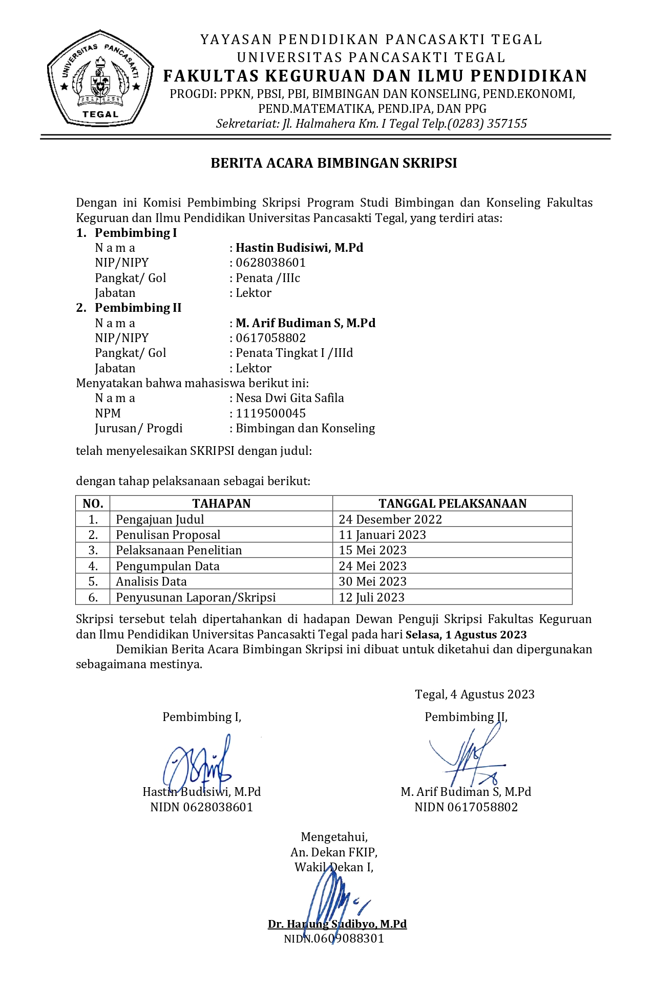 UNIVERSITAS PANCASAKTI
TEGAL
YAYASAN PENDIDIKAN PANCASAKTI TEGAL
UNIVERSITAS PANCASAKTI TEGAL
FAKULTAS KEGURUAN DAN ILMU PENDIDIKAN
PROGDI: PPKN, PBSI, PBI, BIMBINGAN DAN KONSELING, PEND.EKONOMI,
PEND.MATEMATIKA, PEND.IPA, DAN PPG
Sekretariat: Jl. Halmahera Km. I Tegal Telp.(0283) 357155
BERITA ACARA BIMBINGAN SKRIPSI
Dengan ini Komisi Pembimbing Skripsi Program Studi Bimbingan dan Konseling Fakultas
Keguruan dan Ilmu Pendidikan Universitas Pancasakti Tegal, yang terdiri atas:
1. Pembimbing I
N a m a : Hastin Budisiwi, M.Pd
NIP/NIPY : 0628038601
Pangkat/ Gol : Penata /IIIc
Jabatan : Lektor
2. Pembimbing II
N a m a : M. Arif Budiman S, M.Pd
NIP/NIPY : 0617058802
Pangkat/ Gol : Penata Tingkat I /IIId
Jabatan : Lektor
Menyatakan bahwa mahasiswa berikut ini:
N a m a : Nesa Dwi Gita Safila
NPM : 1119500045
Jurusan/ Progdi : Bimbingan dan Konseling
telah menyelesaikan SKRIPSI dengan judul:
dengan tahap pelaksanaan sebagai berikut:
NO. TAHAPAN TANGGAL PELAKSANAAN
1. Pengajuan Judul 24 Desember 2022
2. Penulisan Proposal 11 Januari 2023
3. Pelaksanaan Penelitian 15 Mei 2023
4. Pengumpulan Data 24 Mei 2023
5. Analisis Data 30 Mei 2023
6. Penyusunan Laporan/Skripsi 12 Juli 2023
Skripsi tersebut telah dipertahankan di hadapan Dewan Penguji Skripsi Fakultas Keguruan
dan Ilmu Pendidikan Universitas Pancasakti Tegal pada hari Selasa, 1 Agustus 2023
Demikian Berita Acara Bimbingan Skripsi ini dibuat untuk diketahui dan dipergunakan
sebagaimana mestinya.
Tegal, 4 Agustus 2023
Pembimbing I, Pembimbing II,
Hastin Budisiwi, M.Pd M. Arif Budiman S, M.Pd
NIDN 0628038601 NIDN 0617058802
Mengetahui,
An. Dekan FKIP,
Wakil Dekan I,
Dr. Hanung Sudibyo, M.Pd
NIDN.0609088301